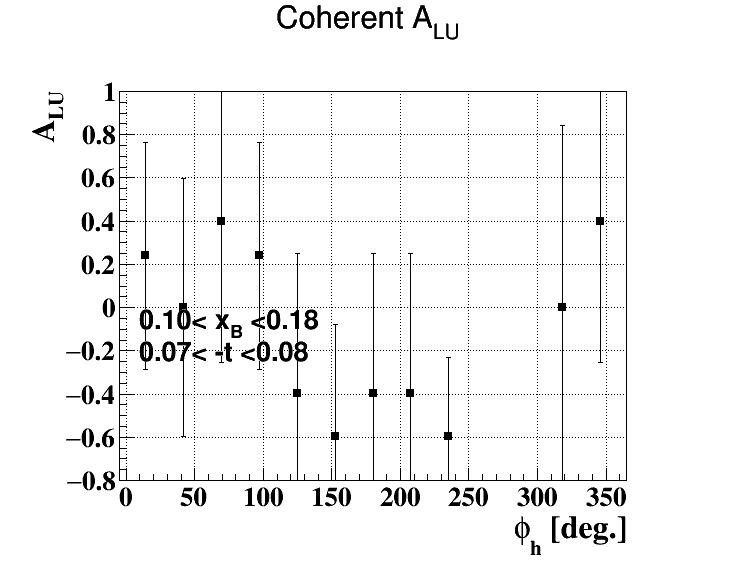 Coherent A_LU
A_LU
1
0.8
0.6
0.4
0.2
0
−0.2
−0.4
−0.6
−0.8
0.10< x_B <0.18
0.07< -t <0.08
0 50 100 150 200 250 300 350
ϕ_h [deg.]